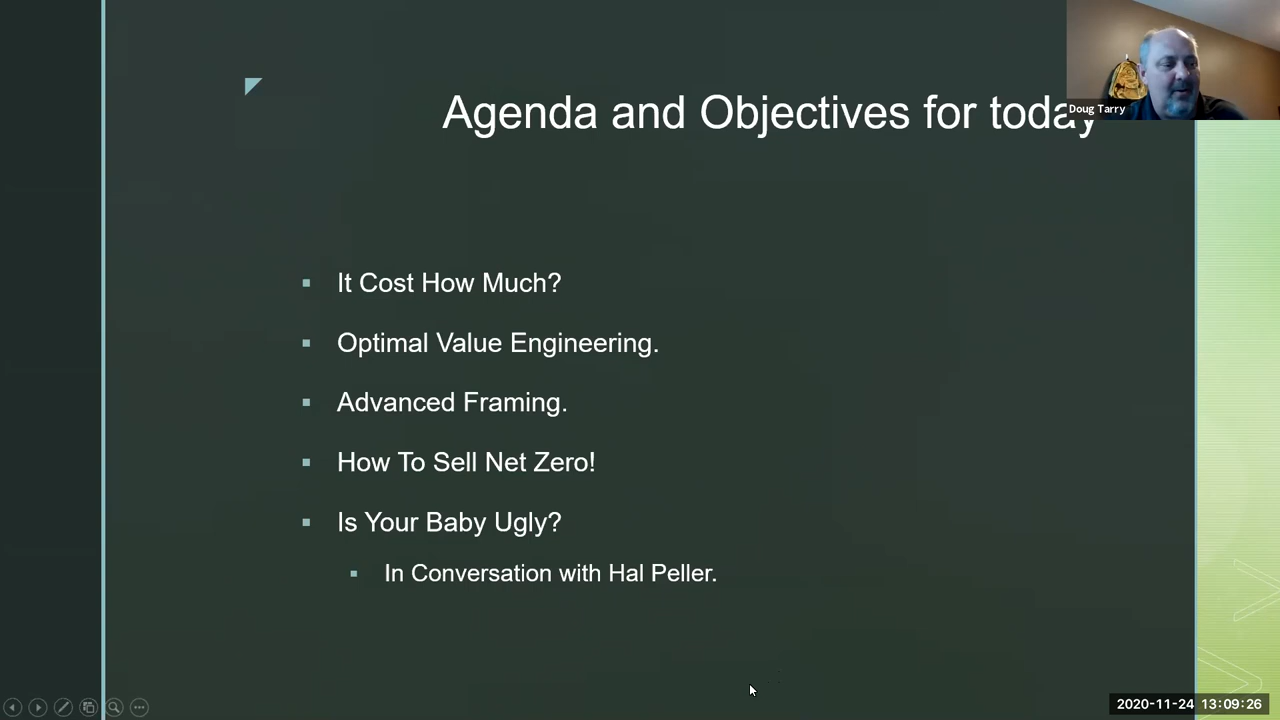 Agenda and Objectives for today
Doug Tarry
It Cost How Much?
Optimal Value Engineering.
Advanced Framing.
How To Sell Net Zero!
Is Your Baby Ugly?
In Conversation with Hal Peller.
2020-11-24 13:09:26